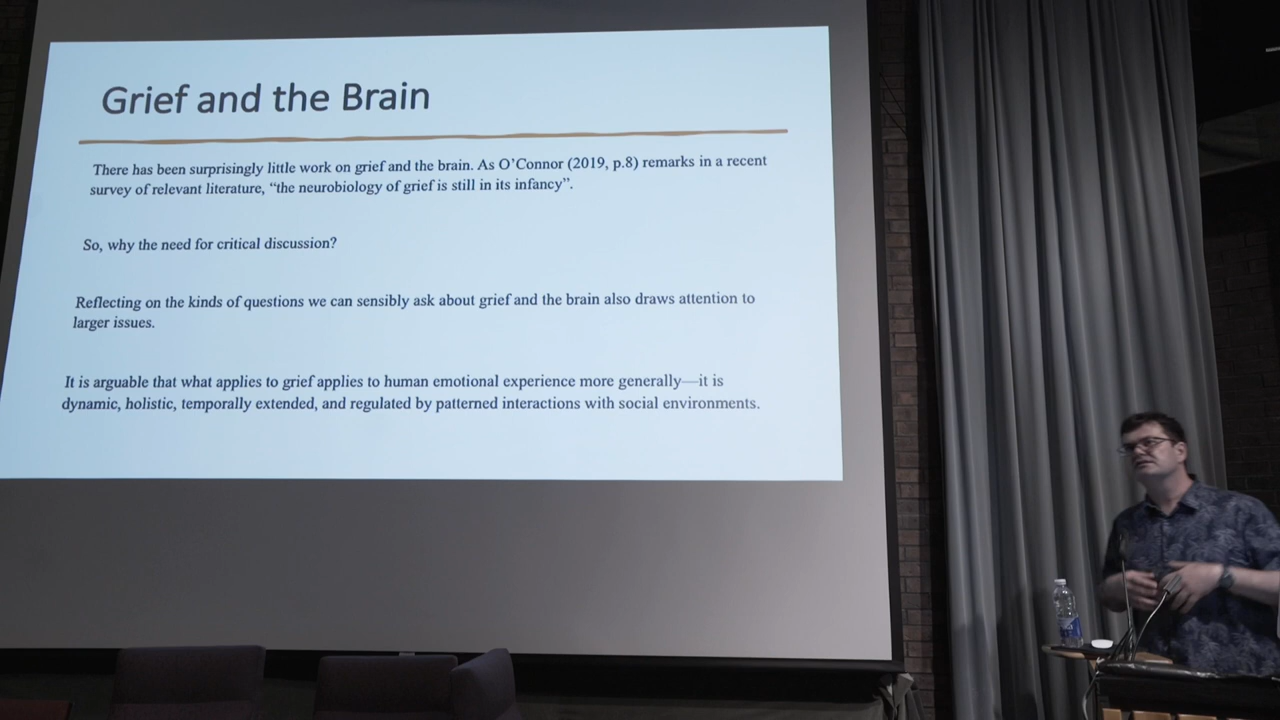 Grief and the Brain
There has been surprisingly little work on grief and the brain. As O’Connor (2019, p.8) remarks in a recent
survey of relevant literature, “the neurobiology of grief is still in its infancy”.
So, why the need for critical discussion?
Reflecting on the kinds of questions we can sensibly ask about grief and the brain also draws attention to
larger issues.
It is arguable that what applies to grief applies to human emotional experience more generally—it is
dynamic, holistic, temporally extended, and regulated by patterned interactions with social environments.